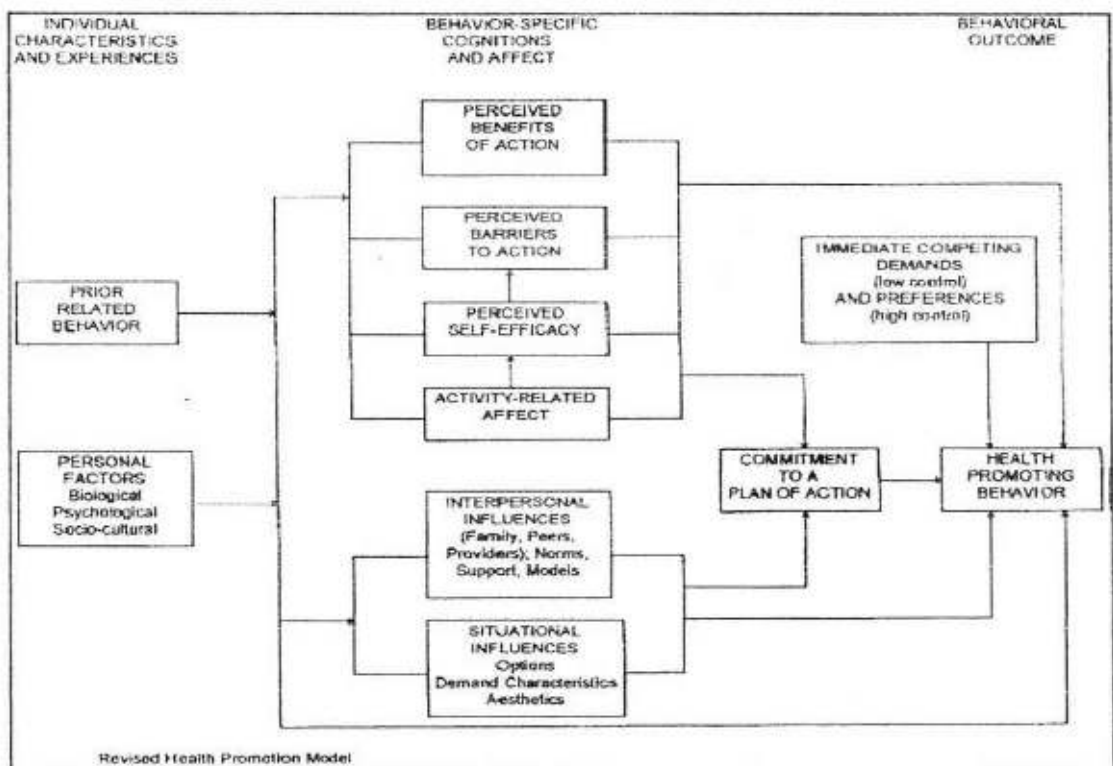 INDIVIDUAL
CHARACTERISTICS
AND EXPERIENCES
BEHAVIOR-SPECIFIC
COGNITIONS
AND AFFECT
BEHAVIORAL
OUTCOME
PERCEIVED
BENEFITS
OF ACTION
PERCEIVED
BARRIERS
TO ACTION
IMMEDIATE COMPETING
DEMANDS
(low control)
AND PREFERENCES
(high control)
PRIOR
RELATED
BEHAVIOR
PERCEIVED
SELF-EFFICACY
ACTIVITY-RELATED
AFFECT
PERSONAL
FACTORS
Biological
Psychological
Socio-cultural
COMMITMENT
TO A
PLAN OF ACTION
HEALTH
PROMOTING
BEHAVIOR
INTERPERSONAL
INFLUENCES
(Family, Peers,
Providers); Norms,
Support, Models
SITUATIONAL
INFLUENCES
Options
Demand Characteristics
Aesthetics
Revised Health Promotion Model